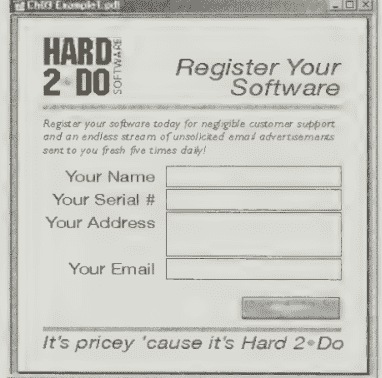 Ch03 Example1.pdf
HARD
2•DO
SOFTWARE
Register Your
Software
Register your software today for negligible customer support
and an endless stream of unsolicited email advertisements
sent to you fresh five times daily!
Your Name
Your Serial #
Your Address
Your Email
It's pricey 'cause it's Hard 2•Do